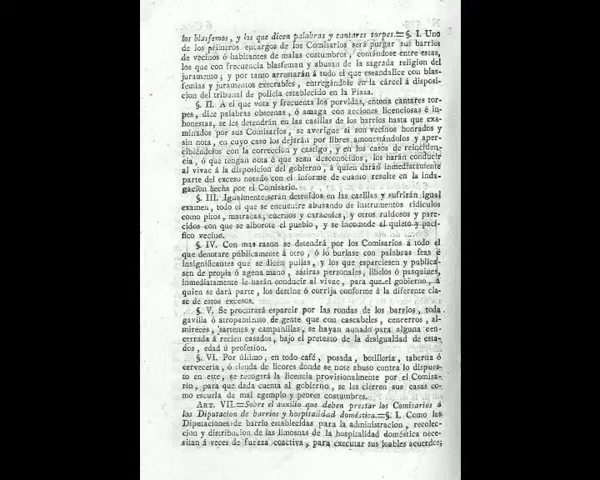 los blasfemos, y los que dicen palabras y cantares torpes.=§. I. Uno
de los primeros encargos de los Comisarios será purgar sus barrios
de vecinos ó habitantes de malas costumbres, contándose entre estas,
los que con frecuencia blasfeman y abusan de la sagrada religion del
juramento; y por tanto arrestarán á todo el que escandalice con blas-
femias y juramentos execrables, entregándole en la cárcel á disposi-
cion del tribunal de policía establecido en la Plaza.
§. II. A el que vota y frecuenta los porvidas, entona cantares tor-
pes, dice palabras obscenas, ó amaga con acciones licenciosas é in-
honestas, se les detendrán en las casillas de los barrios hasta que exa-
minados por sus Comisarios, se averigüe si son vecinos honrados y
sin nota, en cuyo caso los dejarán por libres amonestándolos y aper-
cibiéndolos con la correccion y castigo, y en los casos de reinciden-
cia, ó que tengan nota ó que sean desconocidos, los harán conducir
al vivac á la disposicion del gobierno, á quien darán inmediatamente
parte del exceso notado con el informe de cuanto resulte en la inda-
gacion hecha por el Comisario.
§. III. Igualmente serán detenidos en las casillas y sufrirán igual
examen, todo el que se encuentre abusando de instrumentos ridículos
como pitos, matracas, cuernos y caracoles, y otros ruidosos y pare-
cidos con que se alborote el pueblo, y se incomode al quieto y pací-
fico vecino.
§. IV. Con mas razon se detendrá por los Comisarios á todo el
que denotare públicamente á otro, ó lo burlase con palabras feas é
insignificantes que se dicen pullas, y los que esparciesen y publica-
sen de propia ó agena mano, sátiras personales, libelos ó pasquines,
inmediatamente le harán conducir al vivac, para que el gobierno, á
quien se dará parte, los destine ó corrija conforme á la diferente cla-
se de estos excesos.
§. V. Se procurará esparcir por las rondas de los barrios, toda
gavilla ó atropamiento de gente que con cascabeles, cencerros, al-
mireces, sartenes y campanillas, se hayan aunado para alguna cen-
cerrada á recien casados, bajo el pretesto de la desigualdad de esta-
dos, edad ú profesion.
§. VI. Por último, en todo café, posada, botillería, taberna ó
cerveceria, ó tienda de licores donde se note abuso contra lo dispues-
to en este, se recogerá la licencia provisionalmente por el Comisa-
rio, para que dada cuenta al gobierno, se les cierren sus casas co-
mo escuela de mal egemplo y peores costumbres.
ART. VII.=Sobre el auxilio que deben prestar los Comisarios á
las Diputacion de barrios y hospitalidad doméstica.=§. I. Como las
Diputaciones de barrio establecidas para la administracion, recolec-
cion y distribucion de las limosnas de la hospitalidad doméstica nece-
sitan á veces de fuerza coactiva, para executar sus loables acuerdos;